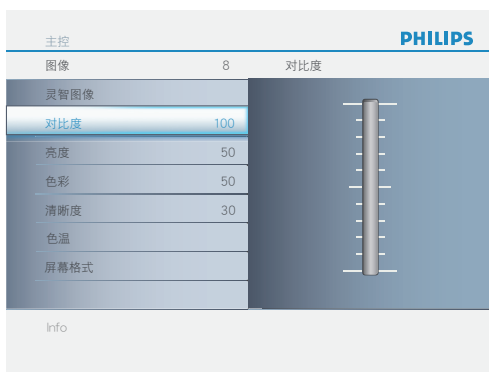 主控
PHILIPS
图像 8 对比度
灵智图像
对比度 100
亮度 50
色彩 50
清晰度 30
色温
屏幕格式
Info